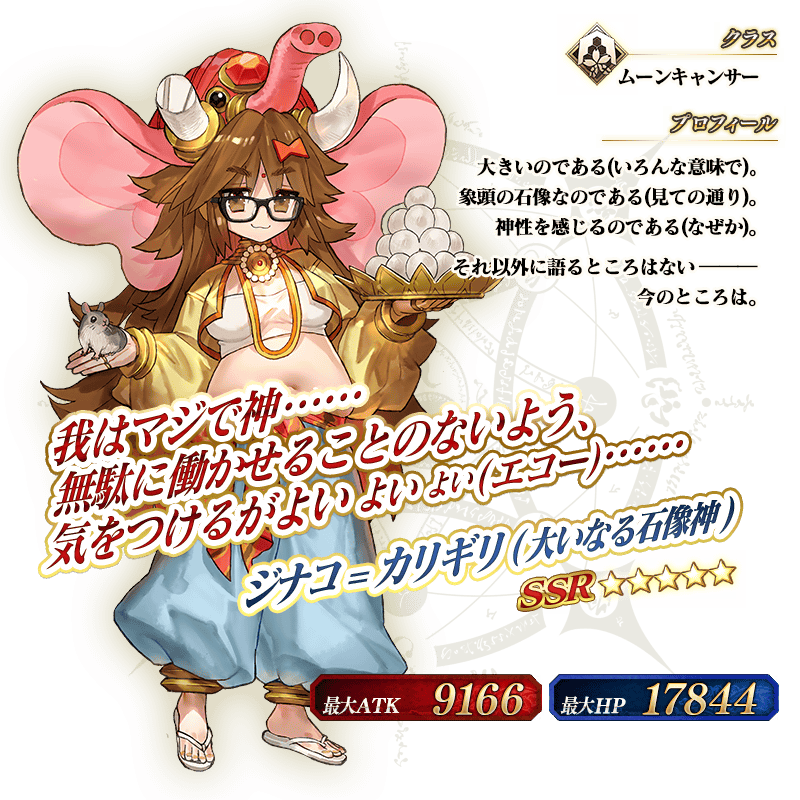 クラス
ムーンキャンサー
プロフィール
大きいのである(いろんな意味で)。
象頭の石像なのである(見ての通り)。
神性を感じるのである(なぜか)。
それ以外に語るところはない———
今のところは。
我はマジで神……
無駄に働かせることのないよう、
気をつけるがよい よい よい (エコー)……
ジナコ=カリギリ (大いなる石像神)
SSR ☆☆☆☆☆
最大ATK 9166
最大HP 17844